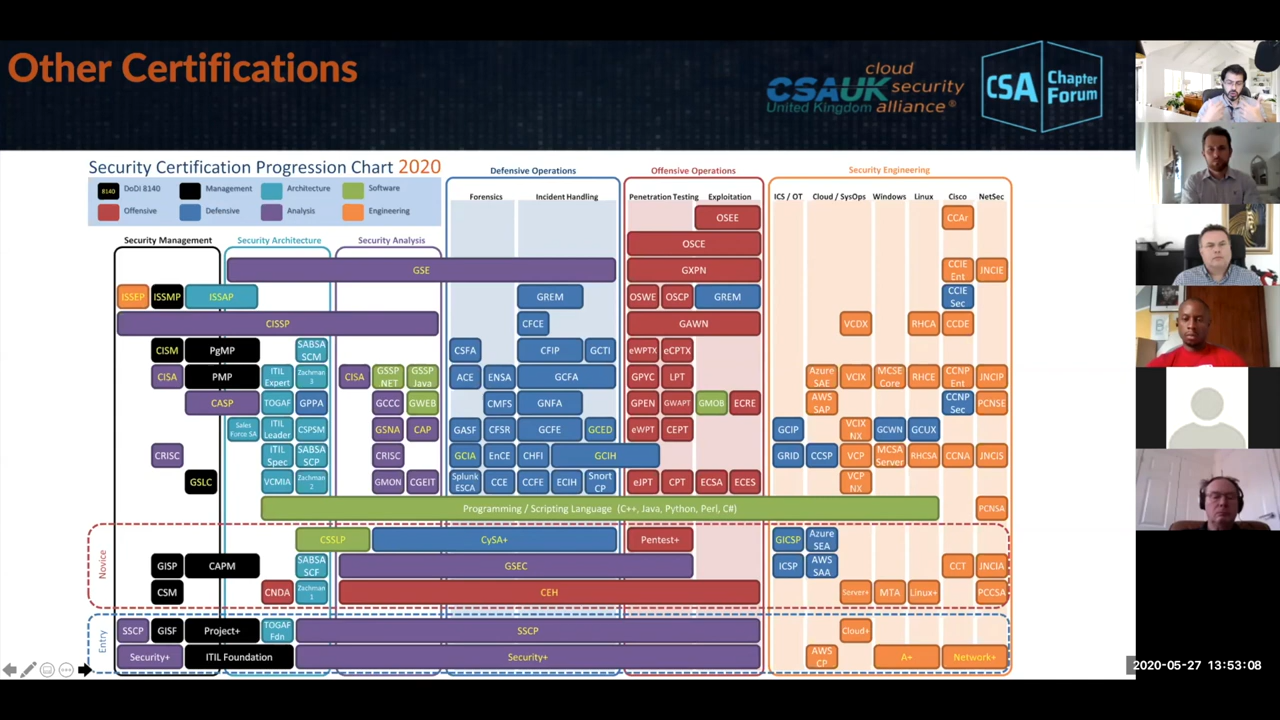 Other Certifications
CSAUK
United Kingdom
cloud
security
alliance®
CSA
Chapter
Forum
Security Certification Progression Chart 2020
8140 DoDI 8140
Management
Architecture
Software
Offensive
Defensive
Analysis
Engineering
Defensive Operations
Offensive Operations
Security Engineering
Forensics
Incident Handling
Penetration Testing
Exploitation
ICS / OT
Cloud / SysOps
Windows
Linux
Cisco
NetSec
Security Management
Security Architecture
Security Analysis
OSEE
CCAr
OSCE
GSE
GXPN
CCIE
Ent
JNCIE
ISSEP
ISSMP
ISSAP
GREM
OSWE
OSCP
GREM
CCIE
Sec
CISSP
CFCE
GAWN
VCDX
RHCA
CCDE
CISM
PgMP
SABSA
SCM
CSFA
CFIP
GCTI
eWPTX
eCPTX
CISA
PMP
ITIL
Expert
Zachman
3
CISA
GSSP
NET
GSSP
Java
ACE
ENSA
GCFA
GPYC
LPT
Azure
SAE
VCIX
MCSE
Core
RHCE
CCNP
Ent
JNCIP
CASP
TOGAF
GPPA
GCCC
GWEB
CMFS
GNFA
GPEN
GWAPT
GMOB
ECRE
AWS
SAP
CCNP
Sec
PCNSE
Sales
Force SA
ITIL
Leader
CSPSM
GSNA
CAP
GASF
CFSR
GCFE
GCED
eWPT
CEPT
GCIP
VCIX
NX
GCWN
GCUX
CRISC
ITIL
Spec
SABSA
SCP
CRISC
GCIA
EnCE
CHFI
GCIH
GRID
CCSP
VCP
MCSA
Server
RHCSA
CCNA
JNCIS
GSLC
VCMIA
Zachman
2
GMON
CGEIT
Splunk
ESCA
CCE
CCFE
ECIH
Snort
CP
eJPT
CPT
ECSA
ECES
VCP
NX
Programming / Scripting Language (C++, Java, Python, Perl, C#)
PCNSA
Novice
CSSLP
CySA+
Pentest+
GICSP
Azure
SEA
GISP
CAPM
SABSA
SCF
GSEC
ICSP
AWS
SAA
CCT
JNCIA
CSM
CNDA
Zachman
1
CEH
Server+
MTA
Linux+
PCCSA
Entry
SSCP
GISF
Project+
TOGAF
Fdn
SSCP
Cloud+
Security+
ITIL Foundation
Security+
AWS
CP
A+
Network+
2020-05-27 13:53:08